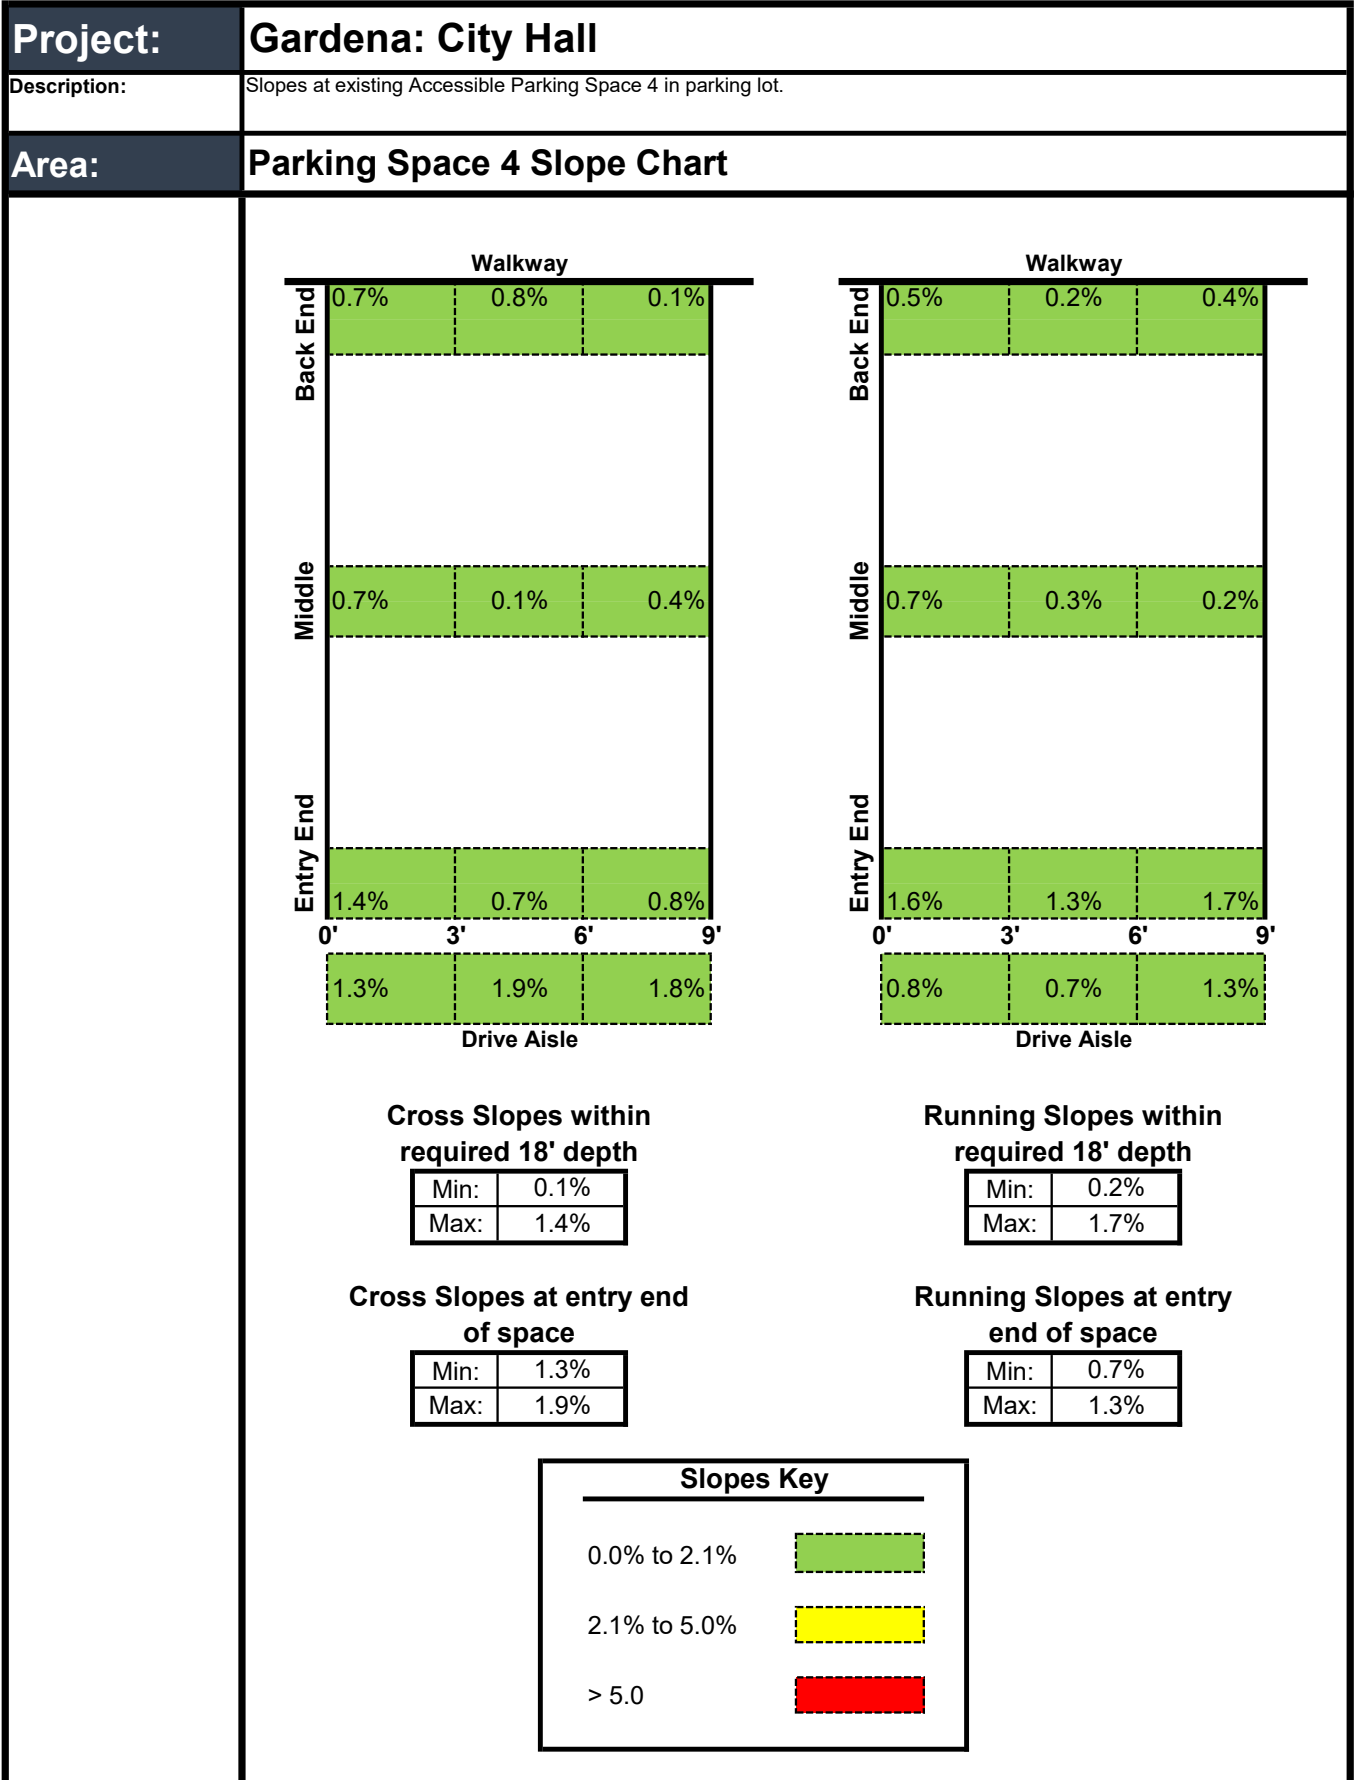 Project: Gardena: City Hall
Description: Slopes at existing Accessible Parking Space 4 in parking lot.
Area: Parking Space 4 Slope Chart
Walkway
Back End
0.7% 0.8% 0.1%
Middle
0.7% 0.1% 0.4%
Entry End
1.4% 0.7% 0.8%
0' 3' 6' 9'
1.3% 1.9% 1.8%
Drive Aisle
Walkway
Back End
0.5% 0.2% 0.4%
Middle
0.7% 0.3% 0.2%
Entry End
1.6% 1.3% 1.7%
0' 3' 6' 9'
0.8% 0.7% 1.3%
Drive Aisle
Cross Slopes within
required 18' depth
Min: 0.1%
Max: 1.4%
Running Slopes within
required 18' depth
Min: 0.2%
Max: 1.7%
Cross Slopes at entry end
of space
Min: 1.3%
Max: 1.9%
Running Slopes at entry
end of space
Min: 0.7%
Max: 1.3%
Slopes Key
0.0% to 2.1%
2.1% to 5.0%
> 5.0